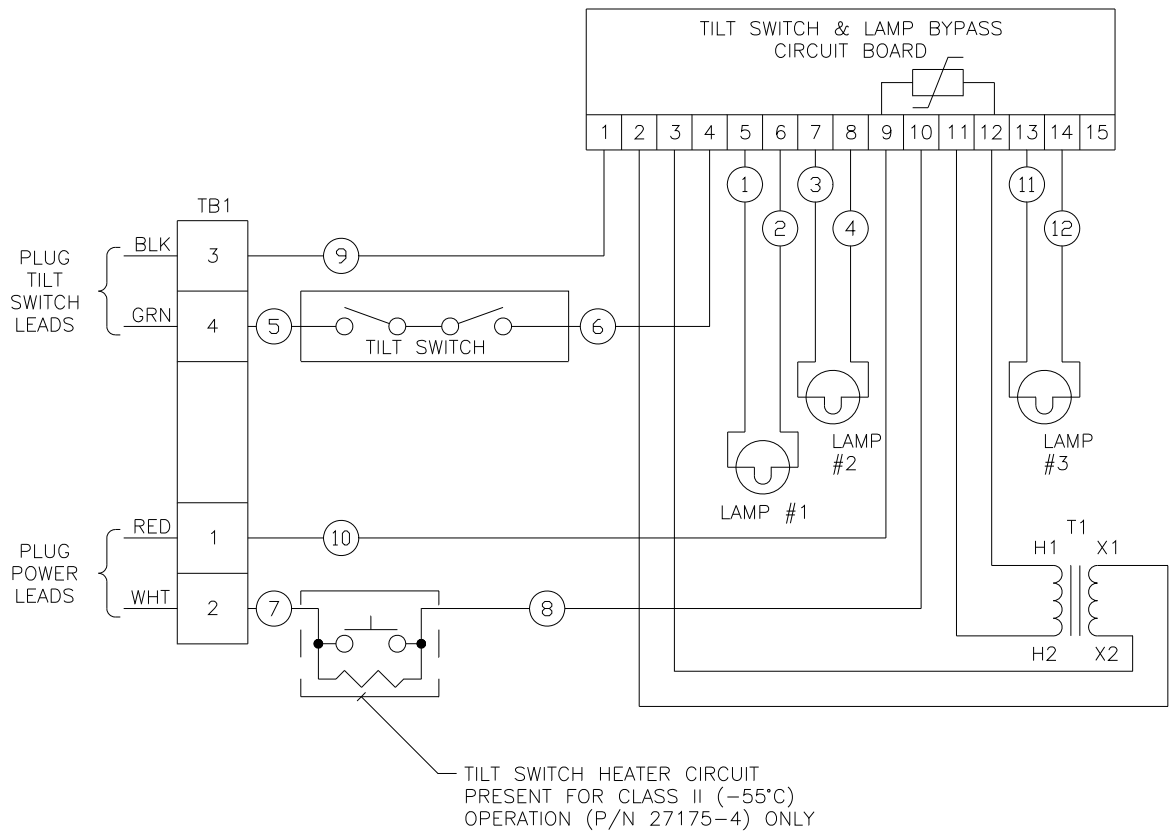 TILT SWITCH & LAMP BYPASS
CIRCUIT BOARD
1 2 3 4 5 6 7 8 9 10 11 12 13 14 15
1 3 11
2 4 12
TB1
PLUG
TILT
SWITCH
LEADS
BLK 3 9
GRN 4 5 6
TILT SWITCH
LAMP
#2
LAMP
#3
LAMP #1
PLUG
POWER
LEADS
RED 1 10
WHT 2 7 8
T1
H1 X1
H2 X2
TILT SWITCH HEATER CIRCUIT
PRESENT FOR CLASS II (-55°C)
OPERATION (P/N 27175-4) ONLY